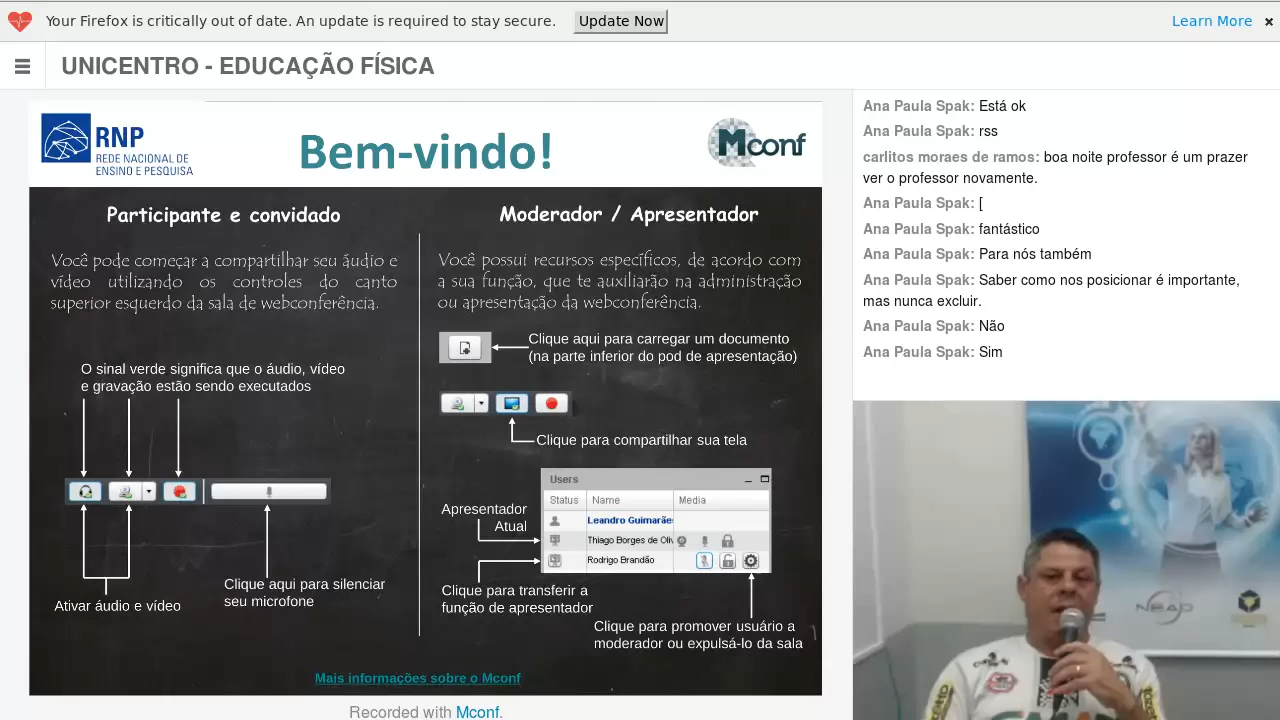 Your Firefox is critically out of date. An update is required to stay secure.
Update Now
Learn More
UNICENTRO - EDUCAÇÃO FÍSICA
RNP
REDE NACIONAL DE
ENSINO E PESQUISA
Bem-vindo!
Mconf
Participante e convidado
Você pode começar a compartilhar seu áudio e
vídeo utilizando os controles do canto
superior esquerdo da sala de webconferência.
O sinal verde significa que o áudio, vídeo
e gravação estão sendo executados
Ativar áudio e vídeo
Clique aqui para silenciar
seu microfone
Moderador / Apresentador
Você possui recursos específicos, de acordo com
a sua função, que te auxiliarão na administração
ou apresentação da webconferência.
Clique aqui para carregar um documento
(na parte inferior do pod de apresentação)
Clique para compartilhar sua tela
Users
Status Name Media
Leandro Guimarães
Thiago Borges de Oliv
Rodrigo Brandão
Apresentador
Atual
Clique para transferir a
função de apresentador
Clique para promover usuário a
moderador ou expulsá-lo da sala
Mais informações sobre o Mconf
Recorded with Mconf.
Ana Paula Spak: Está ok
Ana Paula Spak: rss
carlitos moraes de ramos: boa noite professor é um prazer
ver o professor novamente.
Ana Paula Spak: [
Ana Paula Spak: fantástico
Ana Paula Spak: Para nós também
Ana Paula Spak: Saber como nos posicionar é importante,
mas nunca excluir.
Ana Paula Spak: Não
Ana Paula Spak: Sim
NEAD